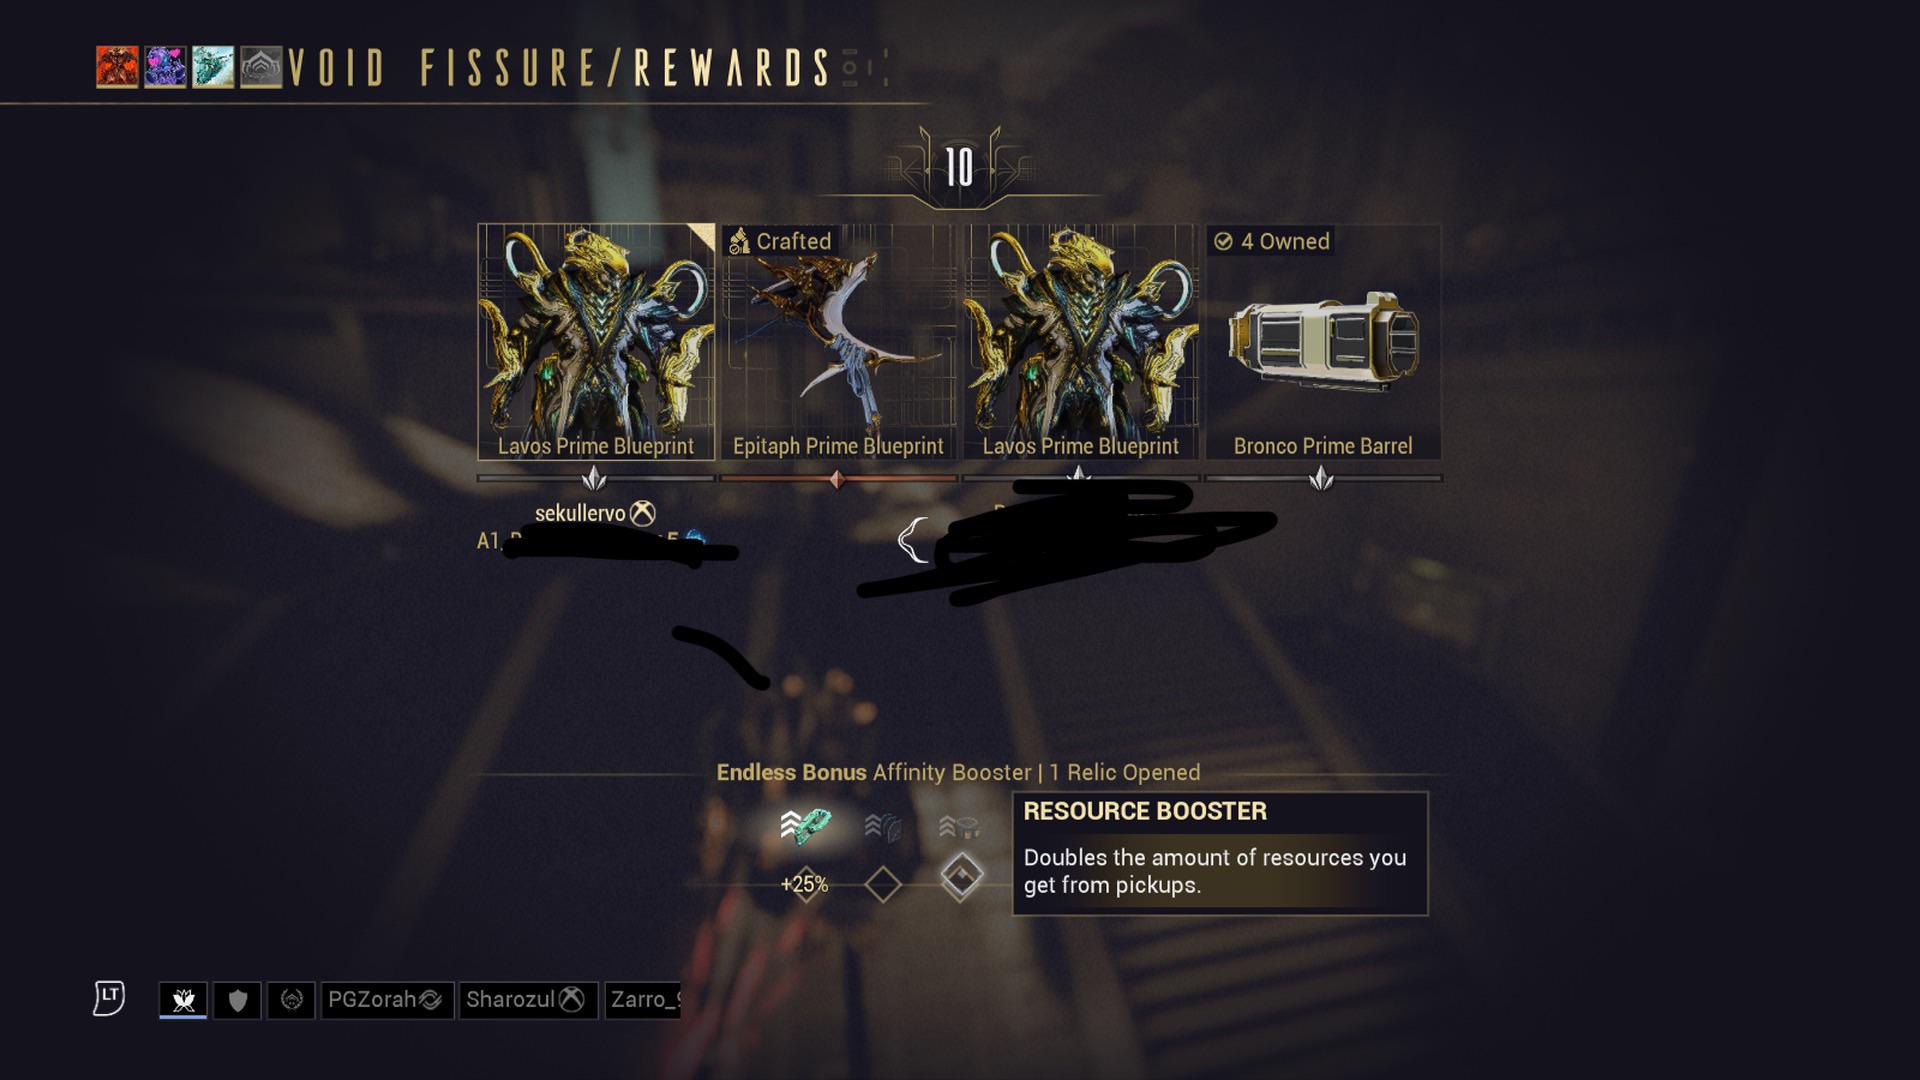 VOID FISSURE/REWARDS
10
Crafted
4 Owned
Lavos Prime Blueprint
Epitaph Prime Blueprint
Lavos Prime Blueprint
Bronco Prime Barrel
sekullervo
A1
Endless Bonus Affinity Booster | 1 Relic Opened
RESOURCE BOOSTER
Doubles the amount of resources you
get from pickups.
+25%
LT
PGZorah
Sharozul
Zarro_